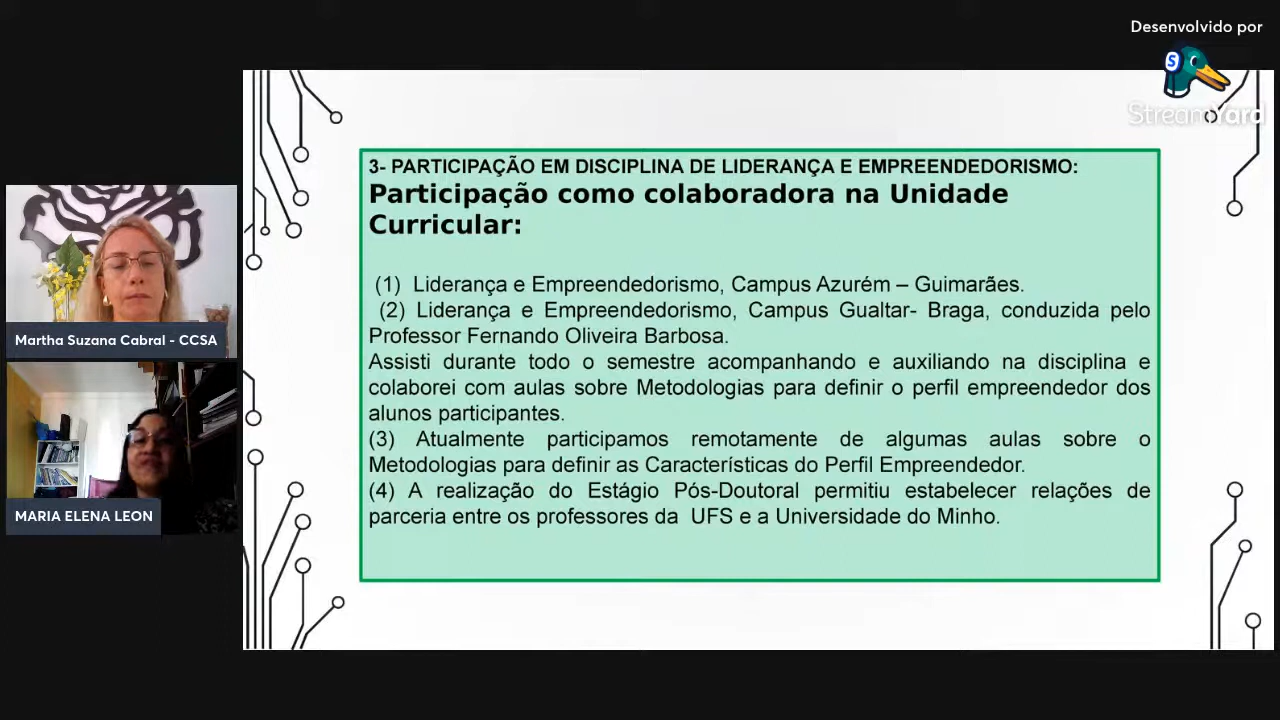 Desenvolvido por
StreamYard
3- PARTICIPAÇÃO EM DISCIPLINA DE LIDERANÇA E EMPREENDEDORISMO:
Participação como colaboradora na Unidade
Curricular:
(1) Liderança e Empreendedorismo, Campus Azurém – Guimarães.
(2) Liderança e Empreendedorismo, Campus Gualtar- Braga, conduzida pelo
Professor Fernando Oliveira Barbosa.
Assisti durante todo o semestre acompanhando e auxiliando na disciplina e
colaborei com aulas sobre Metodologias para definir o perfil empreendedor dos
alunos participantes.
(3) Atualmente participamos remotamente de algumas aulas sobre o
Metodologias para definir as Características do Perfil Empreendedor.
(4) A realização do Estágio Pós-Doutoral permitiu estabelecer relações de
parceria entre os professores da UFS e a Universidade do Minho.
Martha Suzana Cabral - CCSA
MARIA ELENA LEON